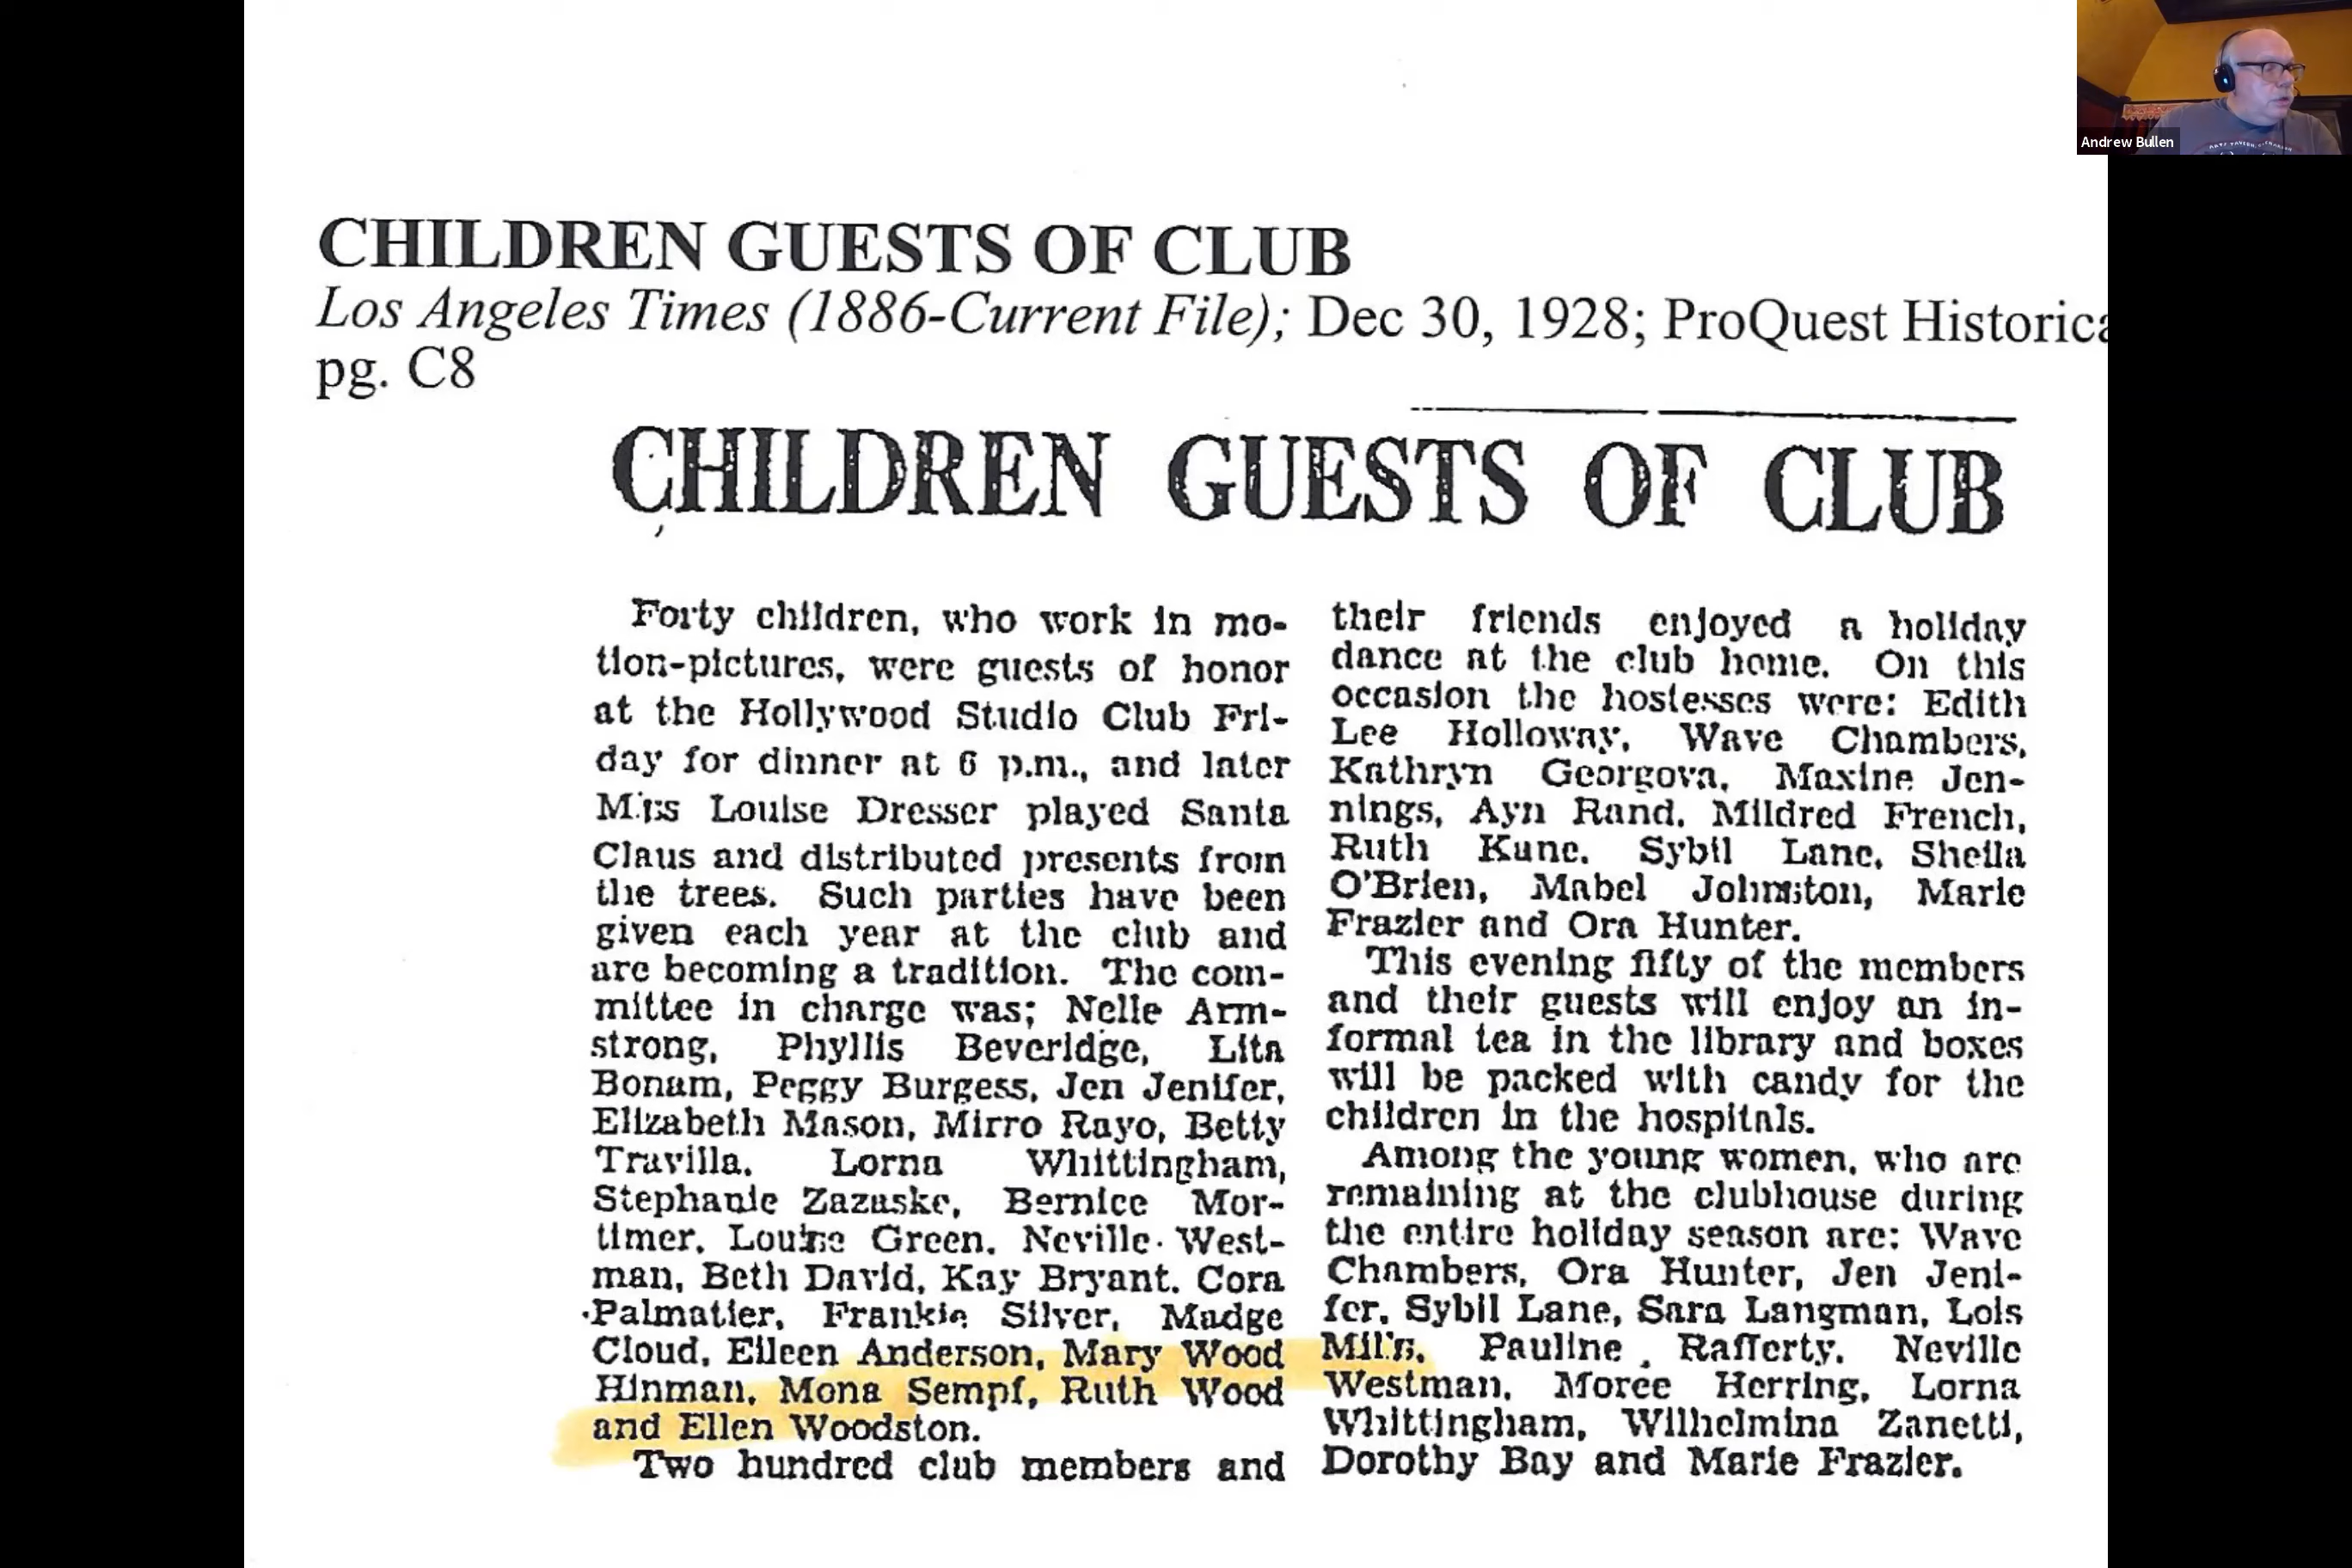 CHILDREN GUESTS OF CLUB
Los Angeles Times (1886-Current File); Dec 30, 1928; ProQuest Historica
pg. C8
CHILDREN GUESTS OF CLUB
Forty children, who work in mo-
tion-pictures, were guests of honor
at the Hollywood Studio Club Fri-
day for dinner at 6 p.m., and later
Miss Louise Dresser played Santa
Claus and distributed presents from
the trees. Such parties have been
given each year at the club and
are becoming a tradition. The com-
mittee in charge was; Nelle Arm-
strong, Phyllis Beveridge, Lita
Bonam, Peggy Burgess, Jen Jenifer,
Elizabeth Mason, Mirro Rayo, Betty
Travilla, Lorna Whittingham,
Stephanie Zazuske, Bernice Mor-
timer, Louise Green, Neville West-
man, Beth David, Kay Bryant, Cora
Palmatier, Frankie Silver, Madge
Cloud, Eileen Anderson, Mary Wood
Hinman, Mona Sempf, Ruth Wood
and Ellen Woodston.
Two hundred club members and
their friends enjoyed a holiday
dance at the club home. On this
occasion the hostesses were: Edith
Lee Holloway, Wave Chambers,
Kathryn Georgova, Maxine Jen-
nings, Ayn Rand, Mildred French,
Ruth Kune, Sybil Lane, Sheila
O'Brien, Mabel Johnston, Marie
Frazier and Ora Hunter.
This evening fifty of the members
and their guests will enjoy an in-
formal tea in the library and boxes
will be packed with candy for the
children in the hospitals.
Among the young women, who are
remaining at the clubhouse during
the entire holiday season are: Wave
Chambers, Ora Hunter, Jen Jeni-
fer, Sybil Lane, Sara Langman, Lois
Mills, Pauline Rafferty, Neville
Westman, Moree Herring, Lorna
Whittingham, Wilhelmina Zanetti,
Dorothy Bay and Marie Frazier.
Andrew Bullen